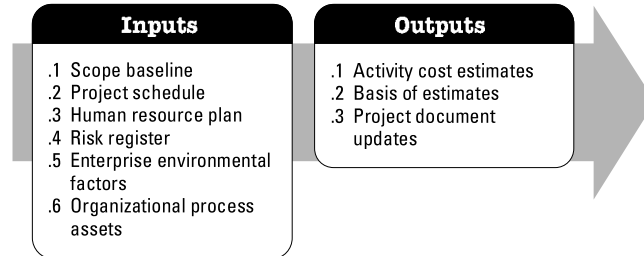 Inputs
.1 Scope baseline
.2 Project schedule
.3 Human resource plan
.4 Risk register
.5 Enterprise environmental
factors
.6 Organizational process
assets
Outputs
.1 Activity cost estimates
.2 Basis of estimates
.3 Project document
updates